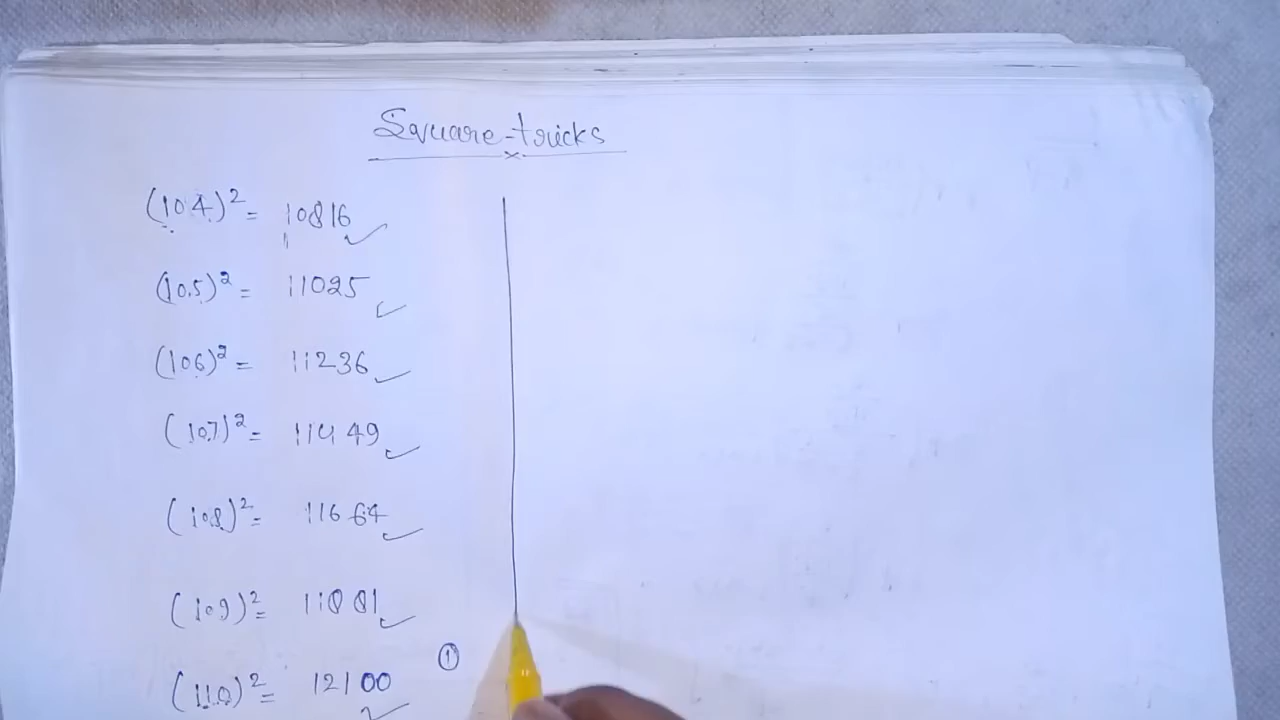 Square-tricks
(104)² = 10816
(105)² = 11025
(106)² = 11236
(107)² = 11449
(108)² = 11664
(109)² = 11881
①
(110)² = 12100